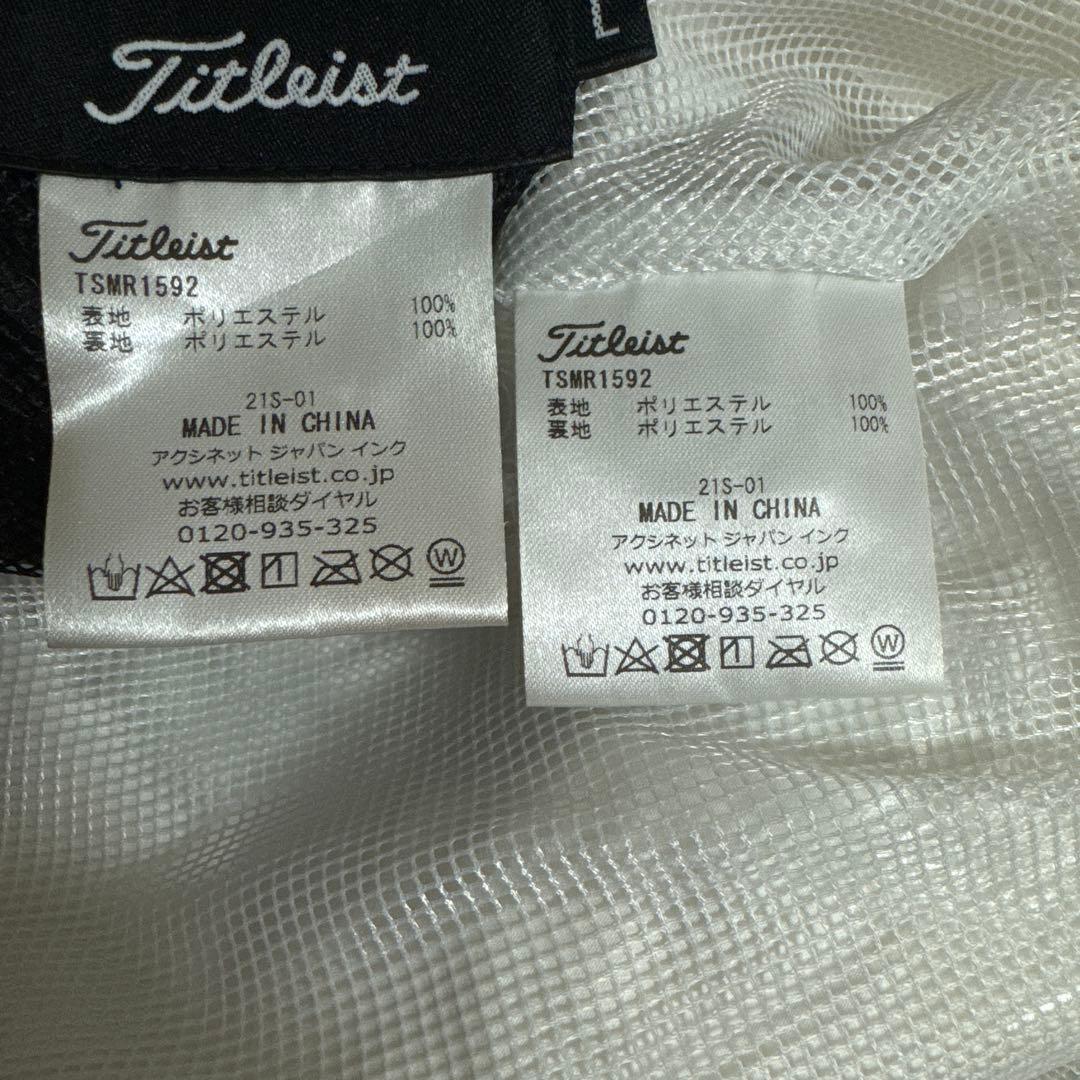 Titleist
L
Titleist
TSMR1592
表地 ポリエステル 100%
裏地 ポリエステル 100%
21S-01
MADE IN CHINA
アクシネット ジャパン インク
www.titleist.co.jp
お客様相談ダイヤル
0120-935-325
W
Titleist
TSMR1592
表地 ポリエステル 100%
裏地 ポリエステル 100%
21S-01
MADE IN CHINA
アクシネット ジャパン インク
www.titleist.co.jp
お客様相談ダイヤル
0120-935-325
W